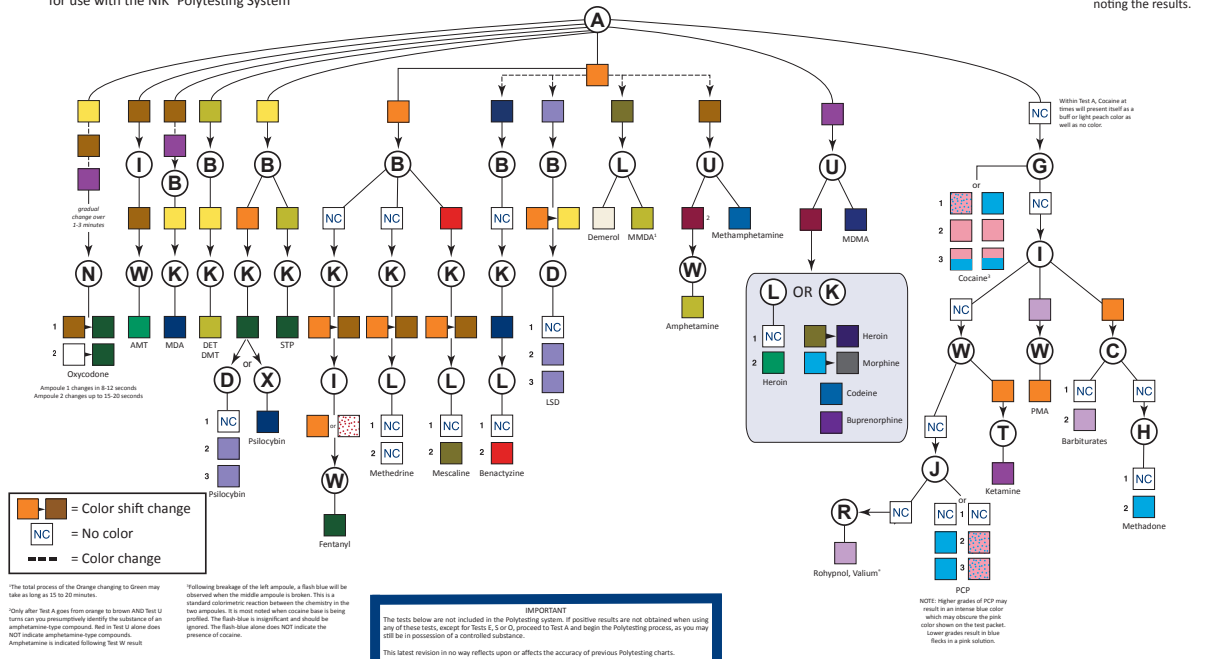 for use with the NIK® Polytesting System
noting the results.
A
NC
Within Test A, Cocaine at
times will present itself as a
buff or light peach color as
well as no color.
I
B
B
B
B
B
B
L
U
U
G
gradual
change over
1-3 minutes
NC
NC
NC
or
1
NC
2
3
Cocaine³
Demerol
MMDA¹
2
Methamphetamine
MDMA
N
W
K
K
K
K
K
K
K
K
D
W
I
L OR K
1
2
Oxycodone
Ampoule 1 changes in 8-12 seconds
Ampoule 2 changes up to 15-20 seconds
AMT
MDA
DET
DMT
STP
1
NC
2
3
LSD
Amphetamine
1
NC
2
Heroin
Heroin
Morphine
Codeine
Buprenorphine
NC
W
W
C
or
D
X
I
L
L
L
PMA
1
NC
2
Barbiturates
NC
H
1
NC
2
Methadone
1
NC
2
3
Psilocybin
Psilocybin
or
W
Fentanyl
1
NC
2
NC
Methedrine
1
NC
2
Mescaline
1
NC
2
Benactyzine
NC
T
Ketamine
J
R
NC
Rohypnol, Valium*
or
NC
1
NC
2
3
PCP
NOTE: Higher grades of PCP may
result in an intense blue color
which may obscure the pink
color shown on the test packet.
Lower grades result in blue
flecks in a pink solution.
= Color shift change
NC = No color
= Color change
¹The total process of the Orange changing to Green may
take as long as 15 to 20 minutes.
²Only after Test A goes from orange to brown AND Test U
turns can you presumptively identify the substance of an
amphetamine-type compound. Red in Test U alone does
NOT indicate amphetamine-type compounds.
Amphetamine is indicated following Test W result
³Following breakage of the left ampoule, a flash blue will be
observed when the middle ampoule is broken. This is a
standard colorimetric reaction between the chemistry in the
two ampoules. It is most noted when cocaine base is being
profiled. The flash-blue is insignificant and should be
ignored. The flash-blue alone does NOT indicate the
presence of cocaine.
IMPORTANT
The tests below are not included in the Polytesting system. If positive results are not obtained when using
any of these tests, except for Tests E, S or O, proceed to Test A and begin the Polytesting process, as you may
still be in possession of a controlled substance.
This latest revision in no way reflects upon or affects the accuracy of previous Polytesting charts.